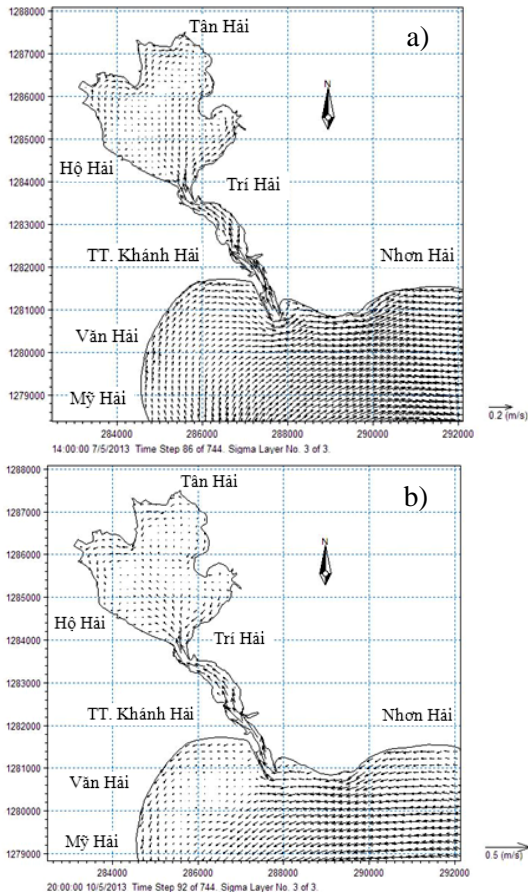 1288000
Tân Hải
a)
1287000
N
1286000
1285000
Hộ Hải
1284000
Trí Hải
1283000
TT. Khánh Hải
Nhơn Hải
1282000
1281000
Văn Hải
1280000
Mỹ Hải
1279000
0.2 (m/s)
284000 286000 288000 290000 292000
14:00:00 7/5/2013 Time Step 86 of 744. Sigma Layer No. 3 of 3.
1288000
Tân Hải
b)
1287000
N
1286000
1285000
Hộ Hải
1284000
Trí Hải
1283000
TT. Khánh Hải
Nhơn Hải
1282000
1281000
Văn Hải
1280000
Mỹ Hải
1279000
0.5 (m/s)
284000 286000 288000 290000 292000
20:00:00 10/5/2013 Time Step 92 of 744. Sigma Layer No. 3 of 3.